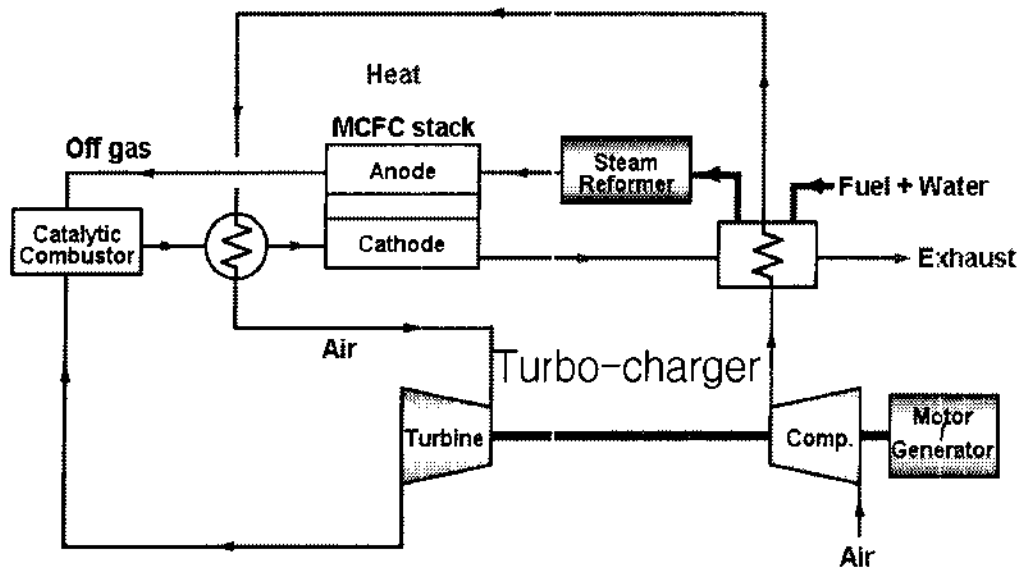 Heat
MCFC stack
Off gas
Anode
Steam
Reformer
Fuel + Water
Catalytic
Combustor
Cathode
Exhaust
Air
Turbo-charger
Turbine
Comp.
Motor
/
Generator
Air